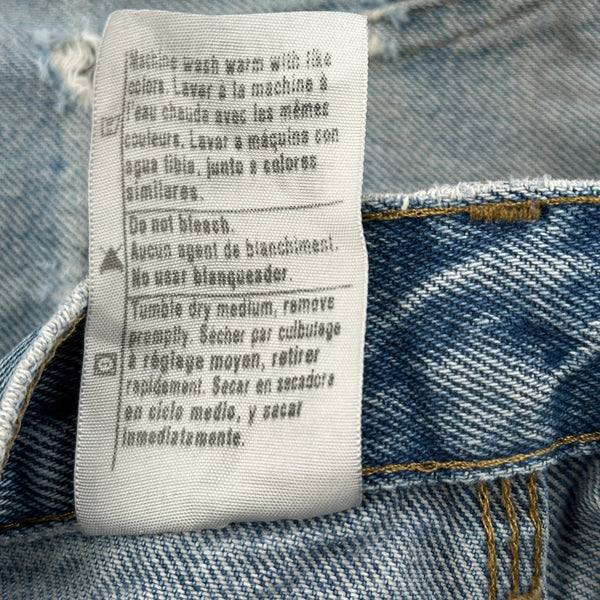 Machine wash warm with like
colors. Laver a la machine à
l'eau chaude avec les mêmes
couleurs. Lavar a máquina con
agua tibia, junto a colores
similares.
Do not bleach.
Aucun agent de blanchiment.
No usar blanqueador.
Tumble dry medium, remove
promptly. Sécher par culbutage
à réglage moyen, retirer
rapidement. Secar en secadora
en ciclo medio, y sacar
inmediatamente.